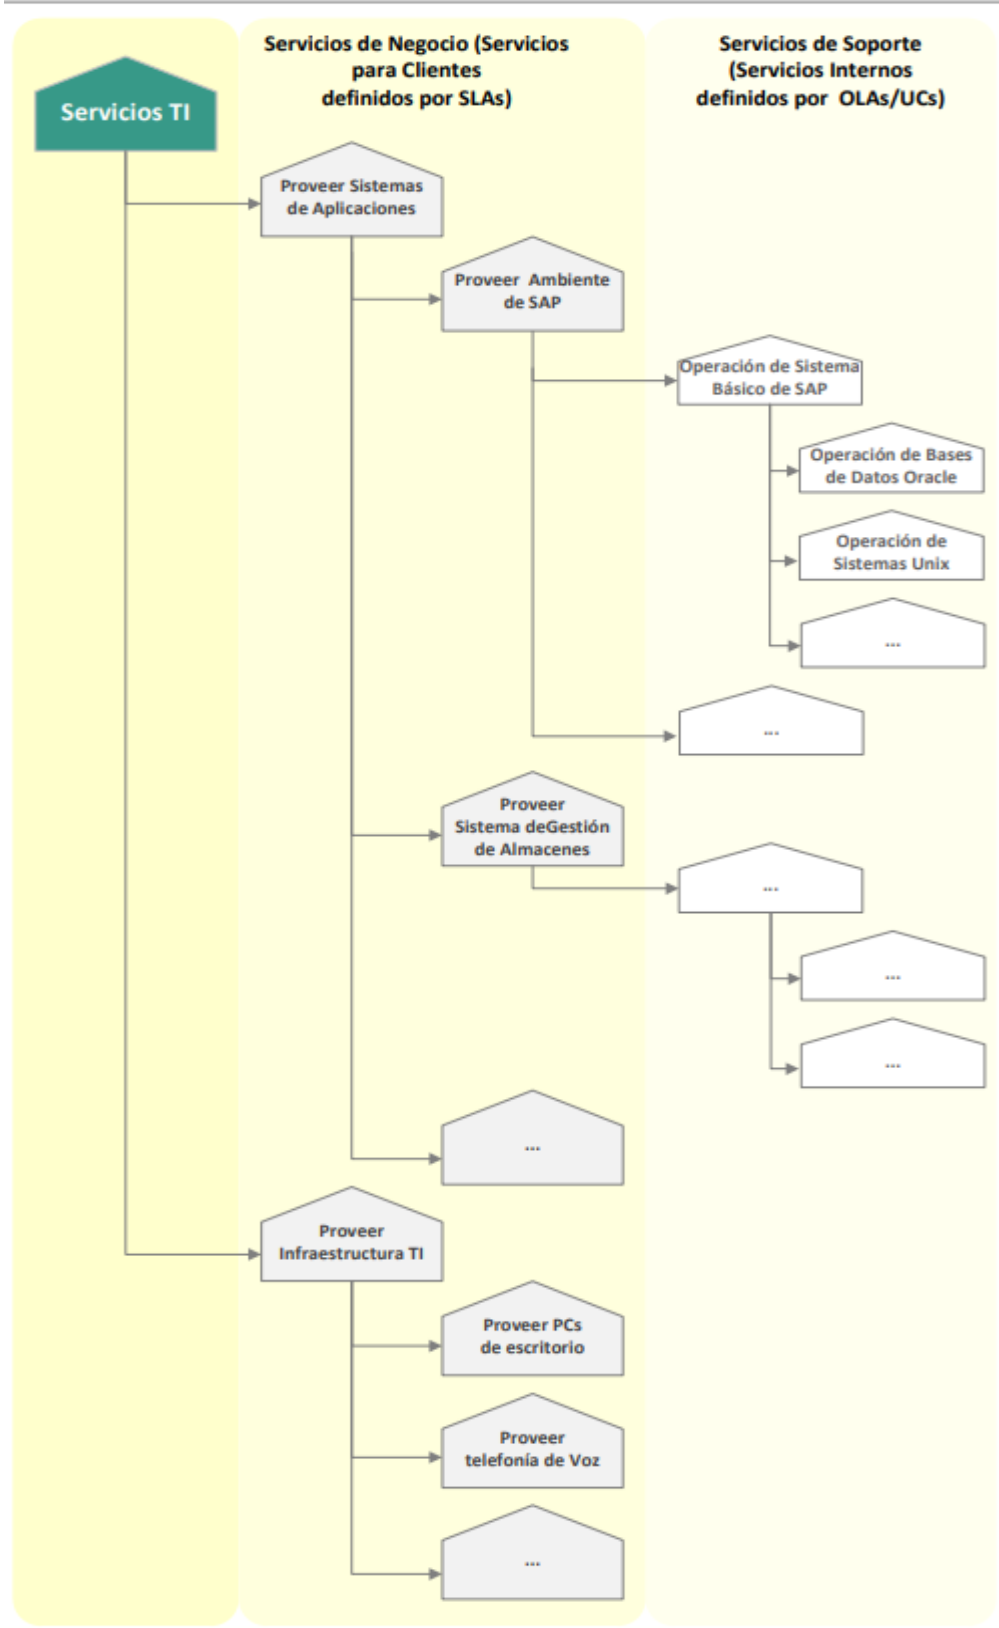 Servicios de Negocio (Servicios
para Clientes
definidos por SLAs)
Servicios de Soporte
(Servicios Internos
definidos por OLAs/UCs)
Servicios TI
Proveer Sistemas
de Aplicaciones
Proveer Ambiente
de SAP
Operación de Sistema
Básico de SAP
Operación de Bases
de Datos Oracle
Operación de
Sistemas Unix
...
...
Proveer
Sistema deGestión
de Almacenes
...
...
...
...
Proveer
Infraestructura TI
Proveer PCs
de escritorio
Proveer
telefonía de Voz
...